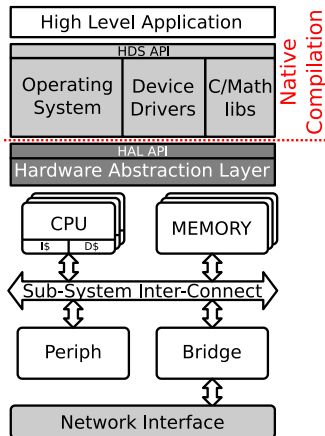 High Level Application
HDS API
Operating
System
Device
Drivers
C/Math
libs
Native
Compilation
HAL API
Hardware Abstraction Layer
CPU
I$
D$
MEMORY
Sub-System Inter-Connect
Periph
Bridge
Network Interface